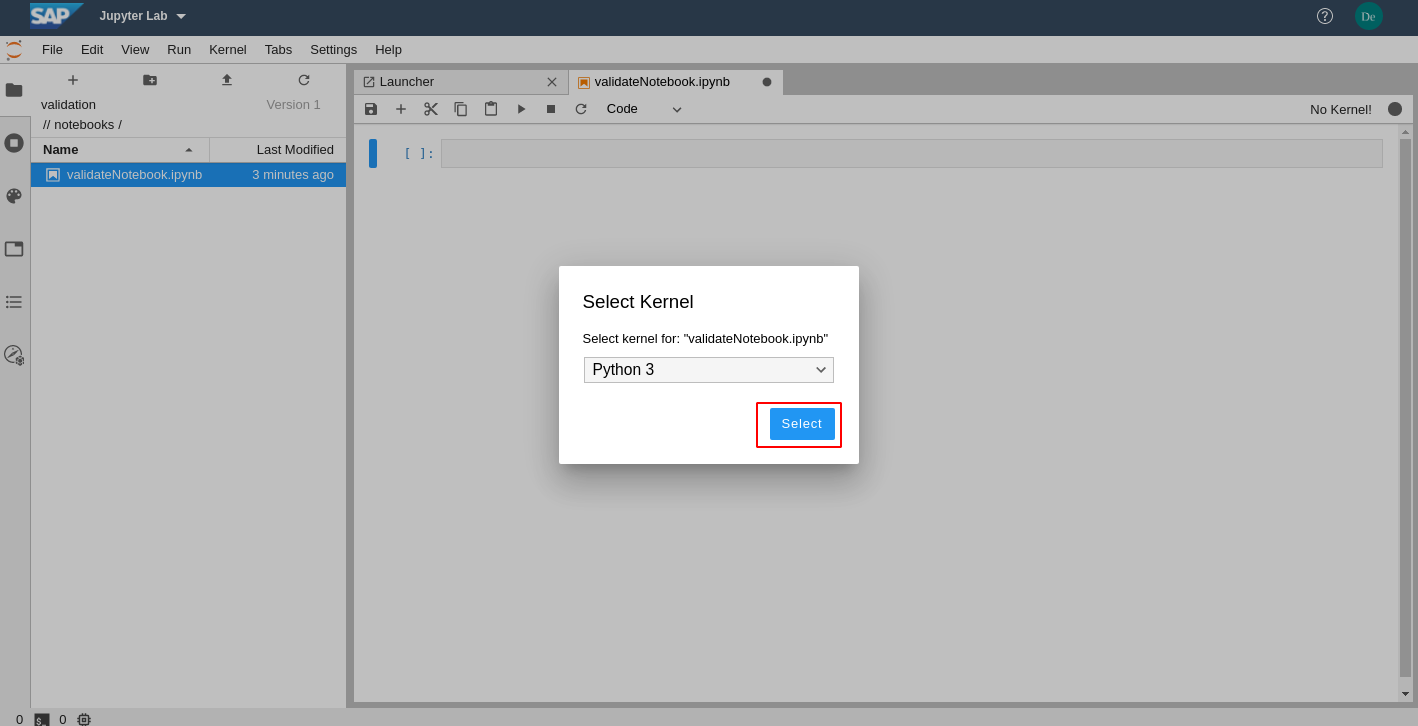 SAP Jupyter Lab
De
File Edit View Run Kernel Tabs Settings Help
validation Version 1
// notebooks /
Name Last Modified
validateNotebook.ipynb 3 minutes ago
Launcher validateNotebook.ipynb
Code No Kernel!
[ ]:
Select Kernel
Select kernel for: "validateNotebook.ipynb"
Python 3
Select
0 $_ 0